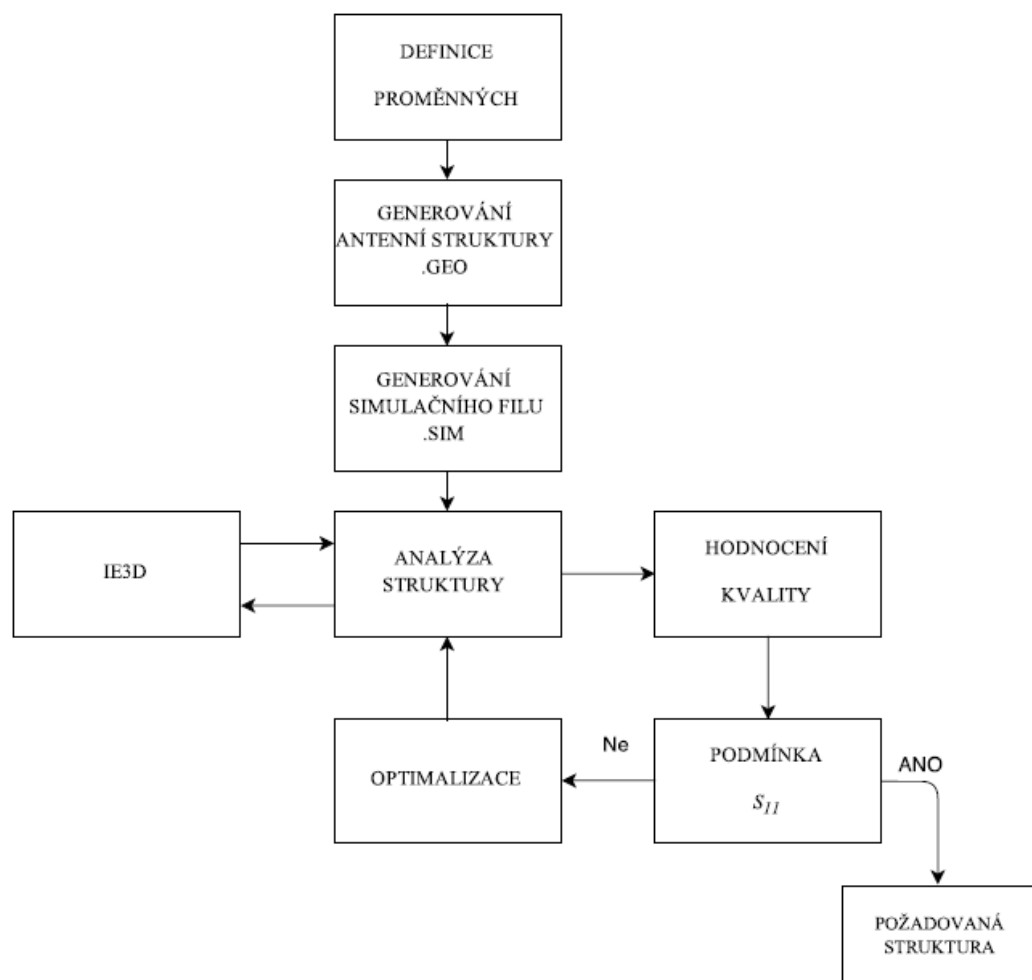 DEFINICE
PROMĚNNÝCH
GENEROVÁNÍ
ANTENNÍ STRUKTURY
.GEO
GENEROVÁNÍ
SIMULAČNÍHO FILU
.SIM
IE3D
ANALÝZA
STRUKTURY
HODNOCENÍ
KVALITY
OPTIMALIZACE
Ne
PODMÍNKA
S11
ANO
POŽADOVANÁ
STRUKTURA